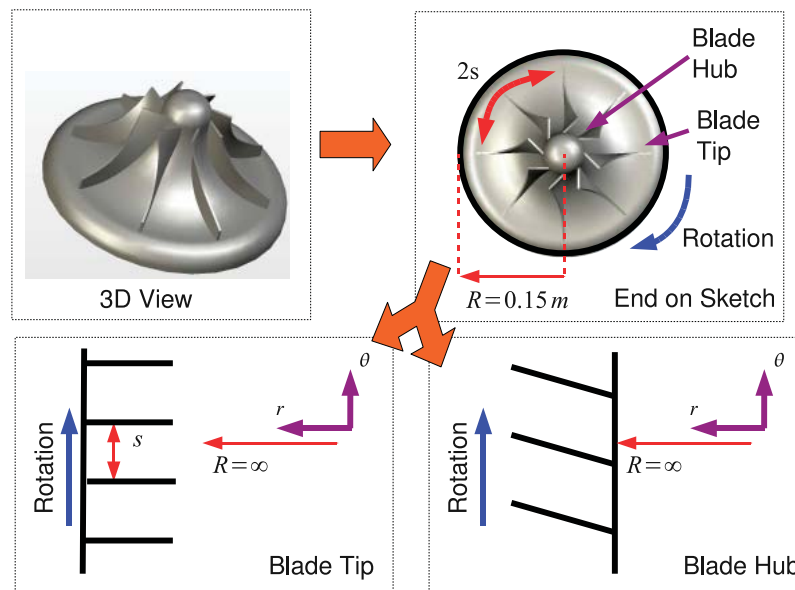 3D View
2s
Blade
Hub
Blade
Tip
Rotation
R=0.15 m
End on Sketch
Rotation
s
r
θ
R=∞
Blade Tip
Rotation
r
θ
R=∞
Blade Hub